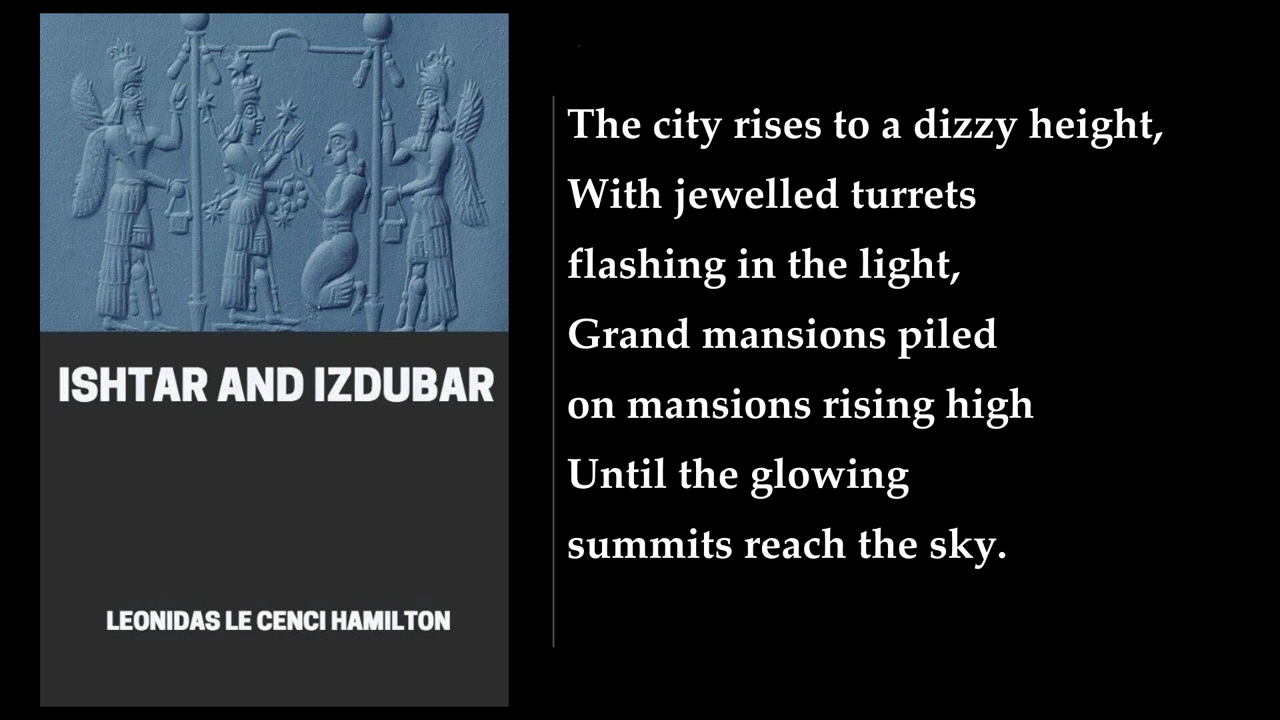 ISHTAR AND IZDUBAR
LEONIDAS LE CENCI HAMILTON
The city rises to a dizzy height,
With jewelled turrets
flashing in the light,
Grand mansions piled
on mansions rising high
Until the glowing
summits reach the sky.